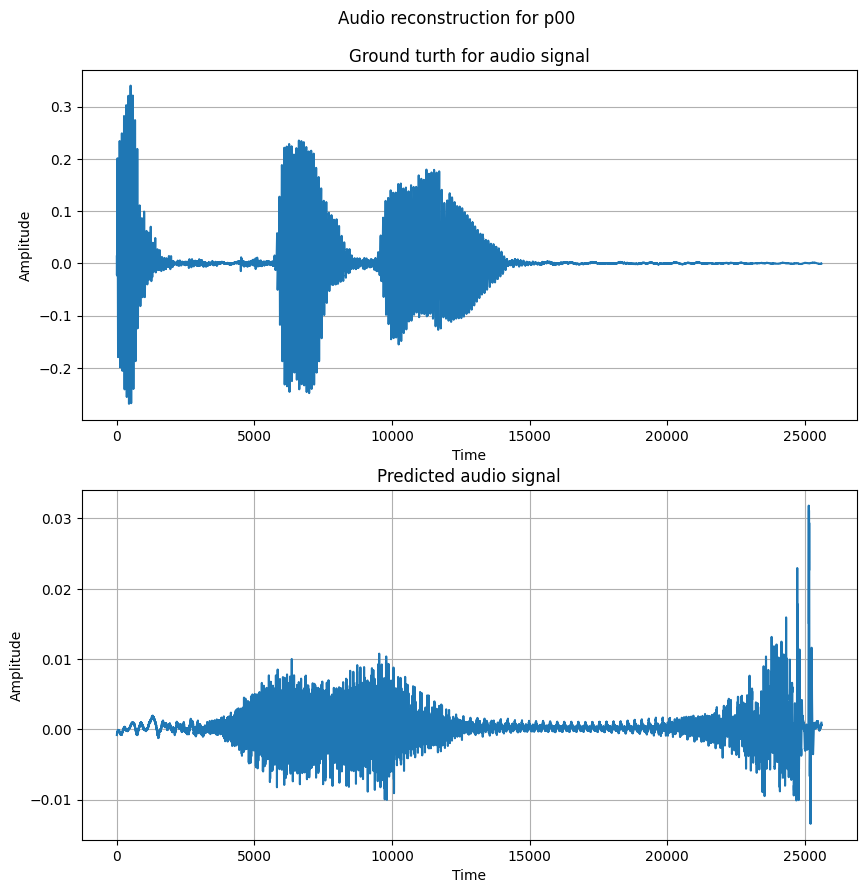 Audio reconstruction for p00
Ground turth for audio signal
0.3
0.2
0.1
0.0
−0.1
−0.2
Amplitude
0 5000 10000 15000 20000 25000
Time
Predicted audio signal
0.03
0.02
0.01
0.00
−0.01
Amplitude
0 5000 10000 15000 20000 25000
Time